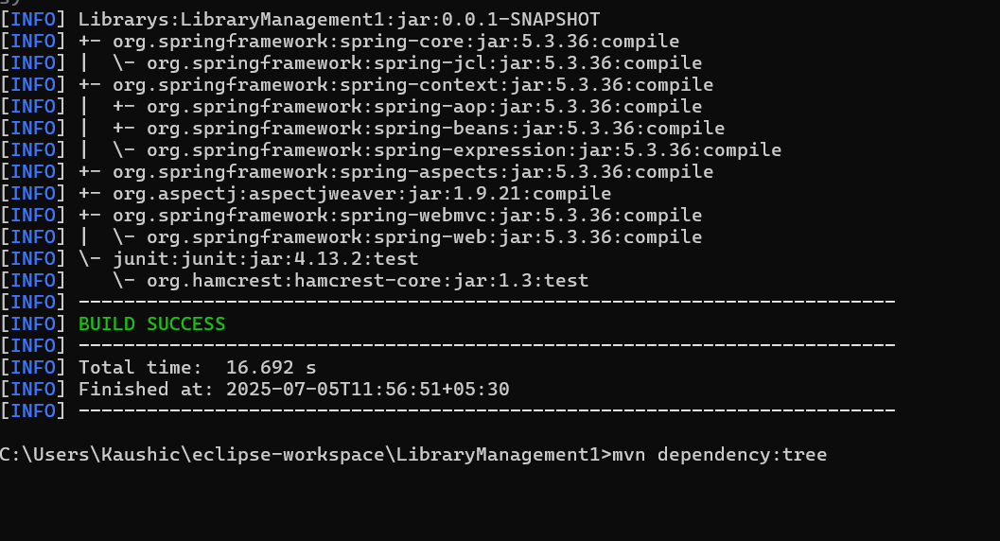 [INFO] Librarys:LibraryManagement1:jar:0.0.1-SNAPSHOT
[INFO] +- org.springframework:spring-core:jar:5.3.36:compile
[INFO] |  \- org.springframework:spring-jcl:jar:5.3.36:compile
[INFO] +- org.springframework:spring-context:jar:5.3.36:compile
[INFO] |  +- org.springframework:spring-aop:jar:5.3.36:compile
[INFO] |  +- org.springframework:spring-beans:jar:5.3.36:compile
[INFO] |  \- org.springframework:spring-expression:jar:5.3.36:compile
[INFO] +- org.springframework:spring-aspects:jar:5.3.36:compile
[INFO] +- org.aspectj:aspectjweaver:jar:1.9.21:compile
[INFO] +- org.springframework:spring-webmvc:jar:5.3.36:compile
[INFO] |  \- org.springframework:spring-web:jar:5.3.36:compile
[INFO] \- junit:junit:jar:4.13.2:test
[INFO]    \- org.hamcrest:hamcrest-core:jar:1.3:test
[INFO] ------------------------------------------------------------------------
[INFO] BUILD SUCCESS
[INFO] ------------------------------------------------------------------------
[INFO] Total time:  16.692 s
[INFO] Finished at: 2025-07-05T11:56:51+05:30
[INFO] ------------------------------------------------------------------------
C:\Users\Kaushic\eclipse-workspace\LibraryManagement1>mvn dependency:tree